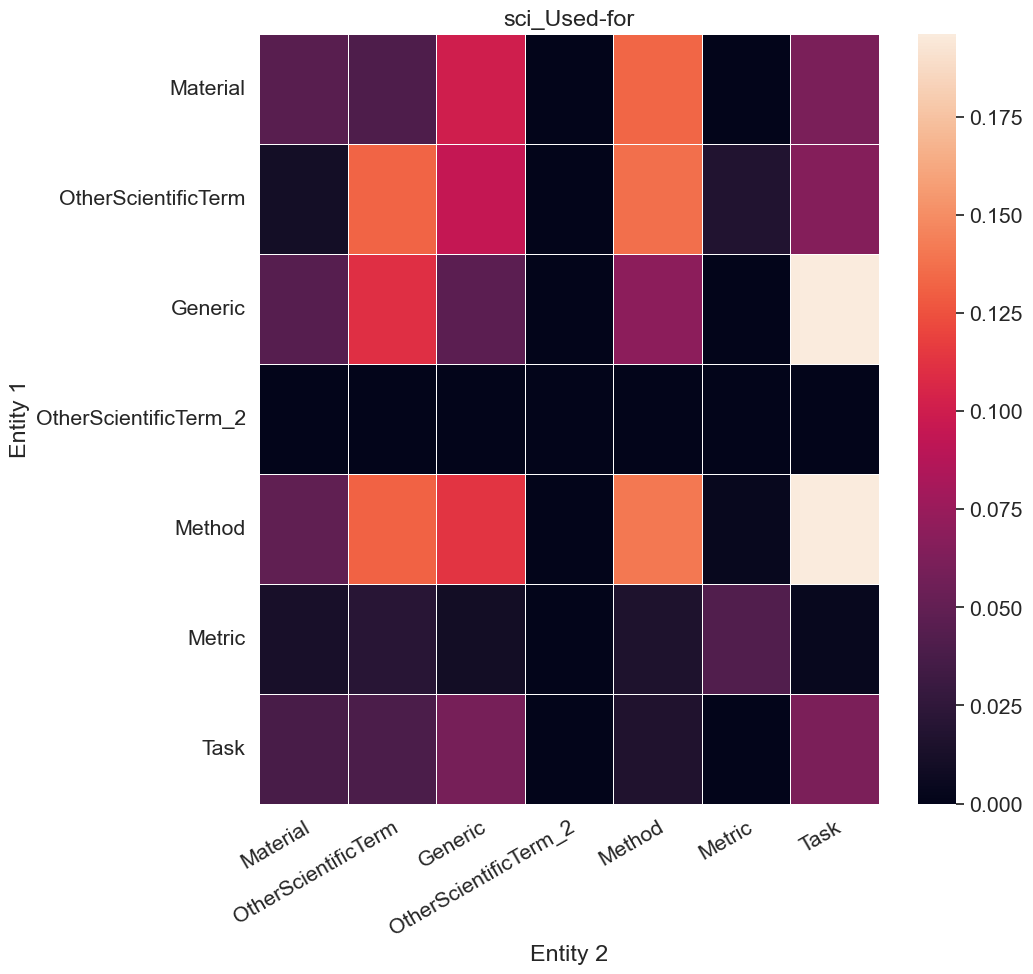 sci_Used-for
Material
OtherScientificTerm
Generic
OtherScientificTerm_2
Method
Metric
Task
Entity 1
Material
OtherScientificTerm
Generic
OtherScientificTerm_2
Method
Metric
Task
Entity 2
0.175
0.150
0.125
0.100
0.075
0.050
0.025
0.000